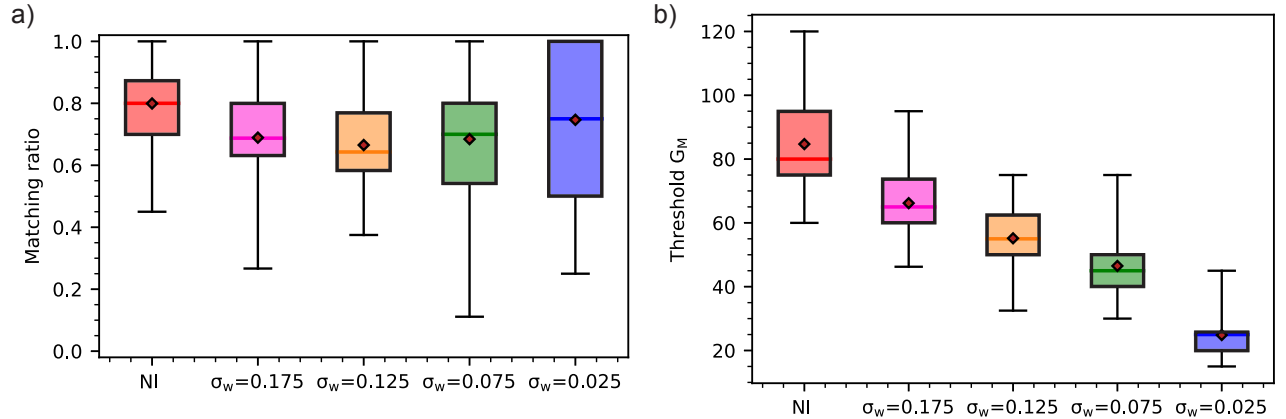 a)
Matching ratio
1.0
0.8
0.6
0.4
0.2
0.0
NI
σw=0.175
σw=0.125
σw=0.075
σw=0.025
b)
Threshold GM
120
100
80
60
40
20
NI
σw=0.175
σw=0.125
σw=0.075
σw=0.025